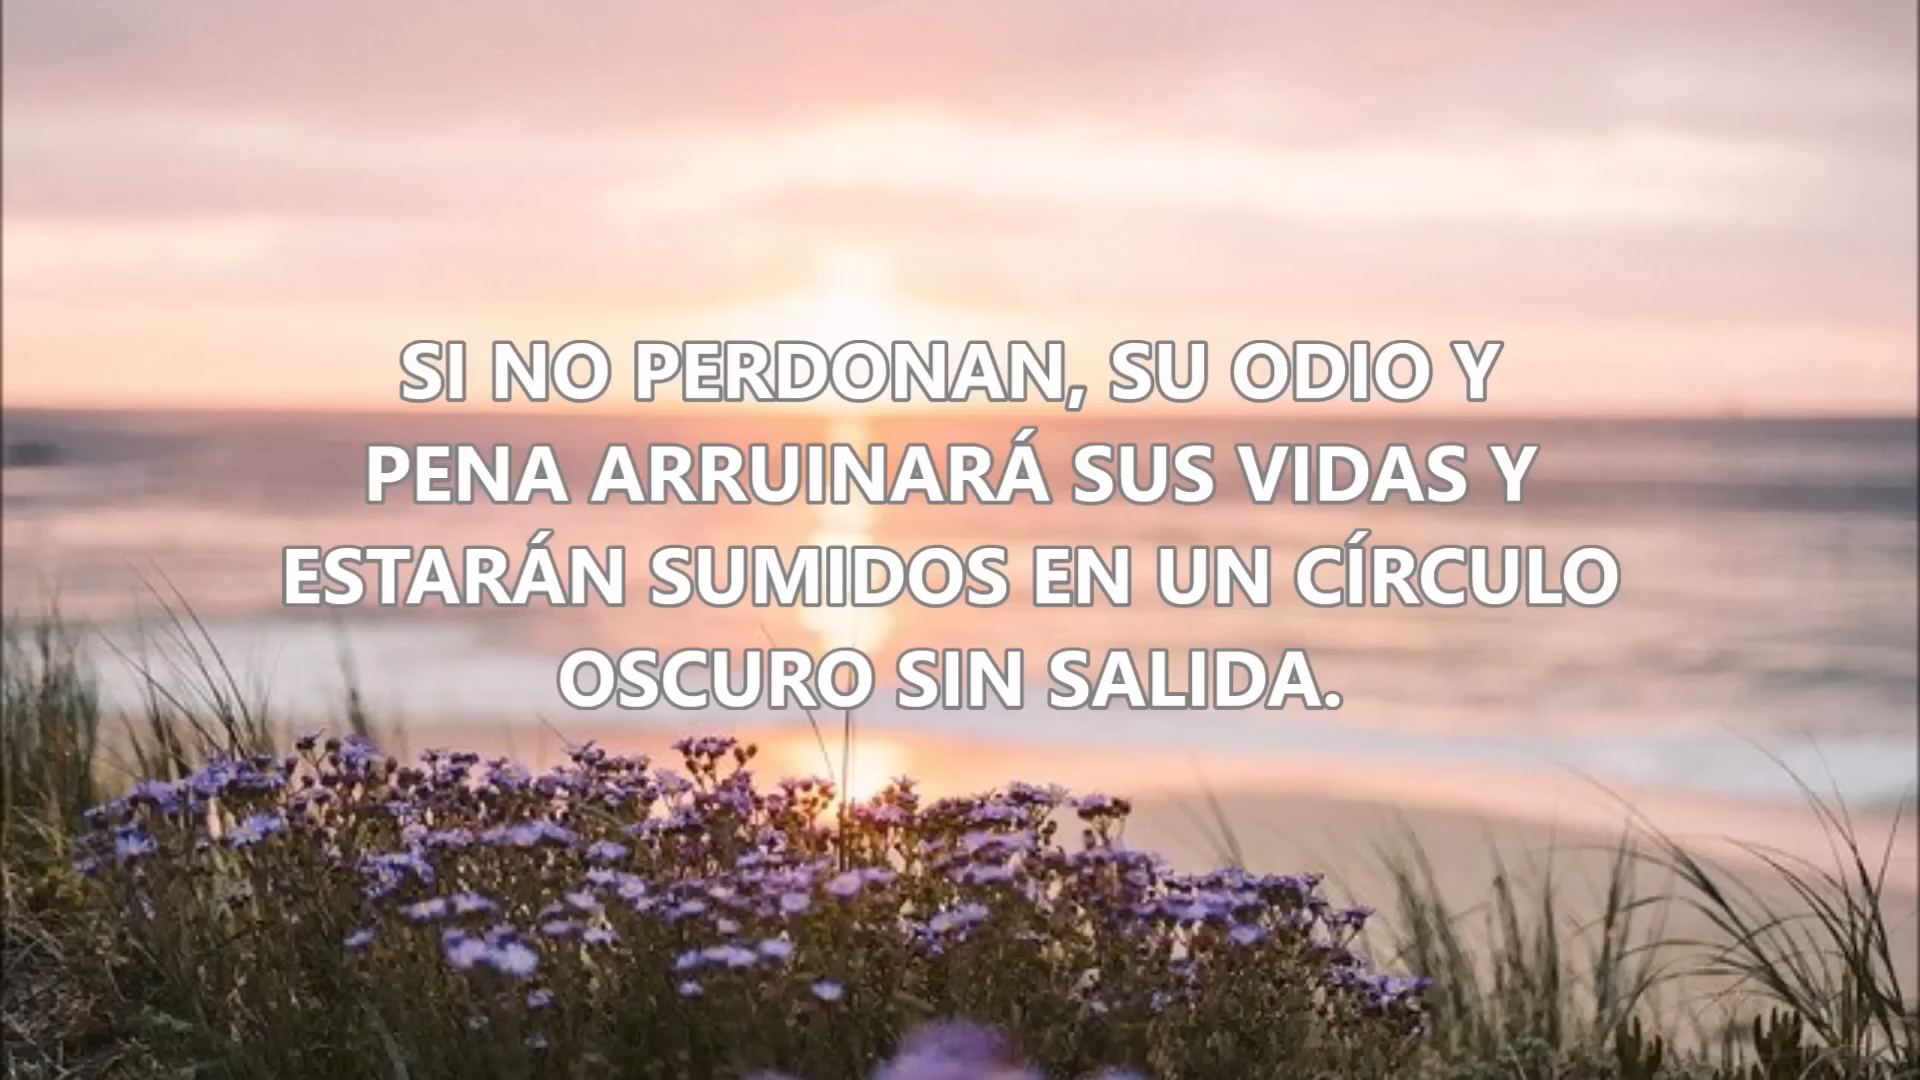 SI NO PERDONAN, SU ODIO Y
PENA ARRUINARÁ SUS VIDAS Y
ESTARÁN SUMIDOS EN UN CÍRCULO
OSCURO SIN SALIDA.